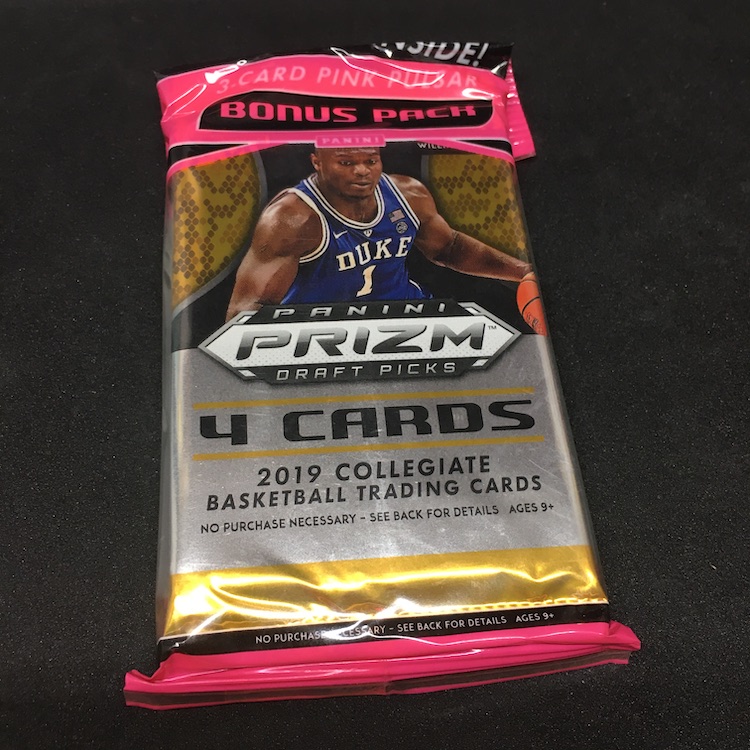 INSIDE!
3-CARD PINK PULSAR
BONUS PACK
PANINI
DUKE
1
PANINI
PRIZM™
DRAFT PICKS
4 CARDS
2019 COLLEGIATE
BASKETBALL TRADING CARDS
NO PURCHASE NECESSARY – SEE BACK FOR DETAILS AGES 9+
NO PURCHASE NECESSARY – SEE BACK FOR DETAILS AGES 9+